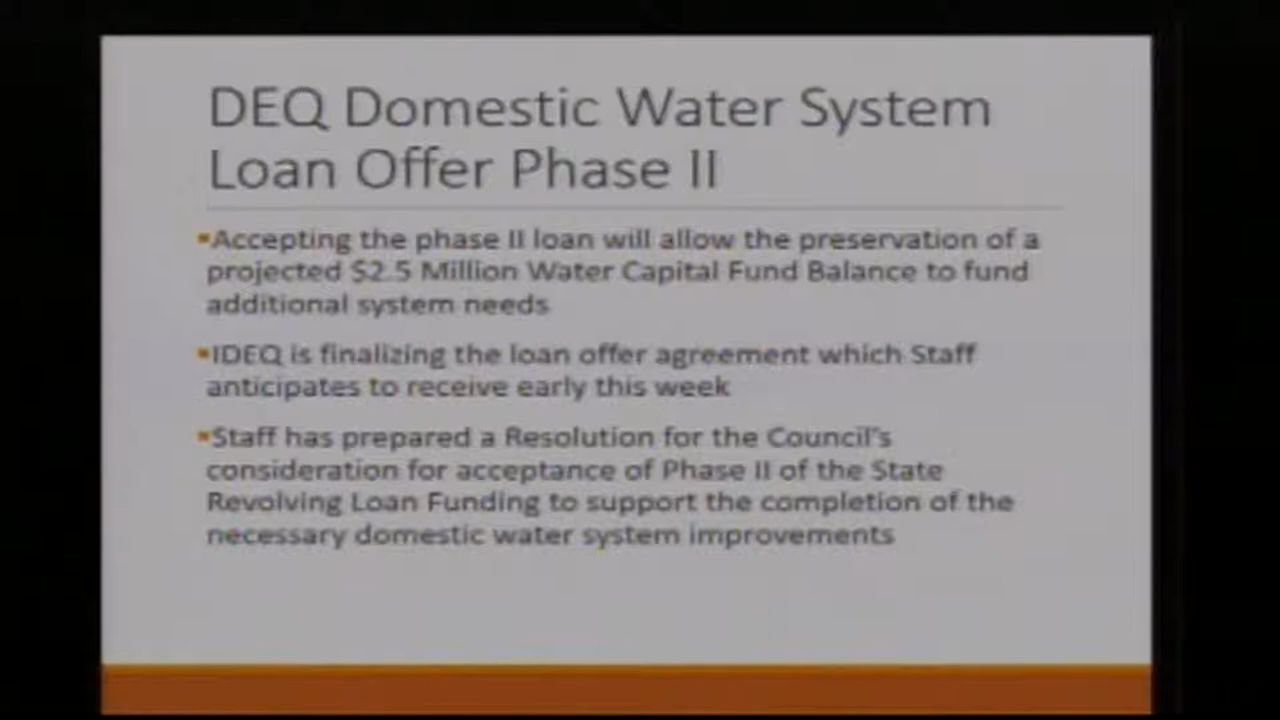 DEQ Domestic Water System
Loan Offer Phase II
▪Accepting the phase II loan will allow the preservation of a
projected $2.5 Million Water Capital Fund Balance to fund
additional system needs
▪IDEQ is finalizing the loan offer agreement which Staff
anticipates to receive early this week
▪Staff has prepared a Resolution for the Council's
consideration for acceptance of Phase II of the State
Revolving Loan Funding to support the completion of the
necessary domestic water system improvements